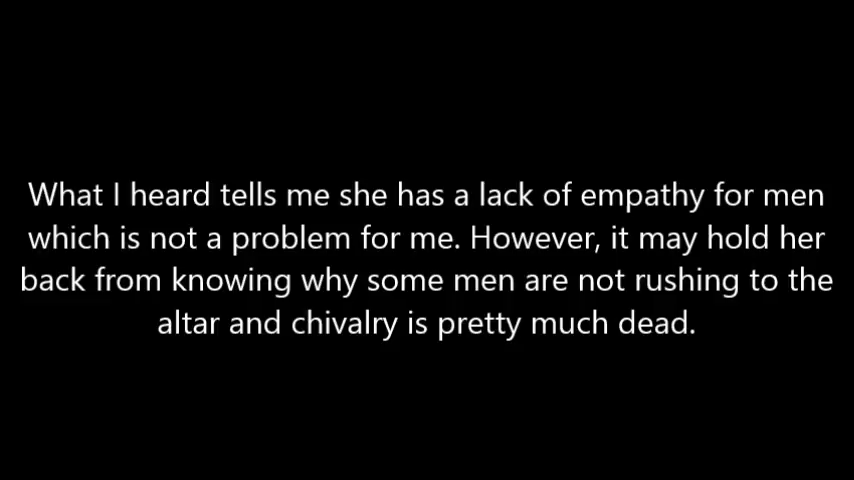 What I heard tells me she has a lack of empathy for men
which is not a problem for me. However, it may hold her
back from knowing why some men are not rushing to the
altar and chivalry is pretty much dead.